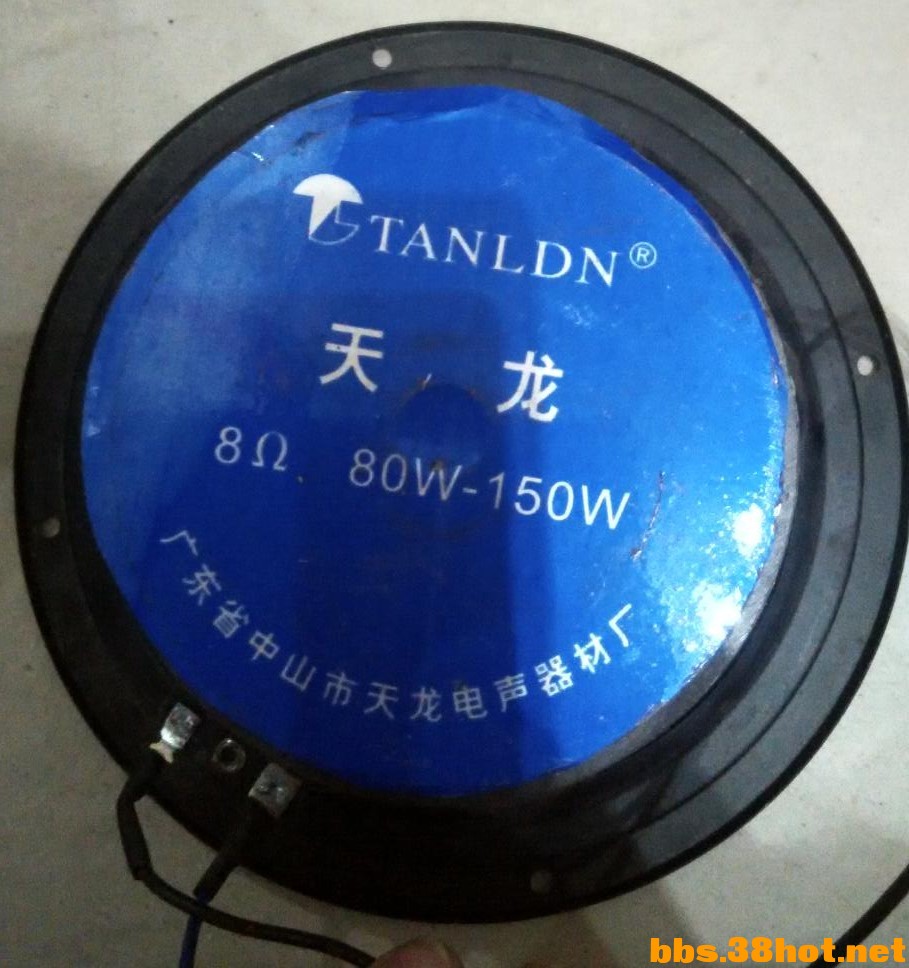 TANLDN®
天龙
8Ω、80W-150W
广东省中山市天龙电声器材厂
bbs.38hot.net